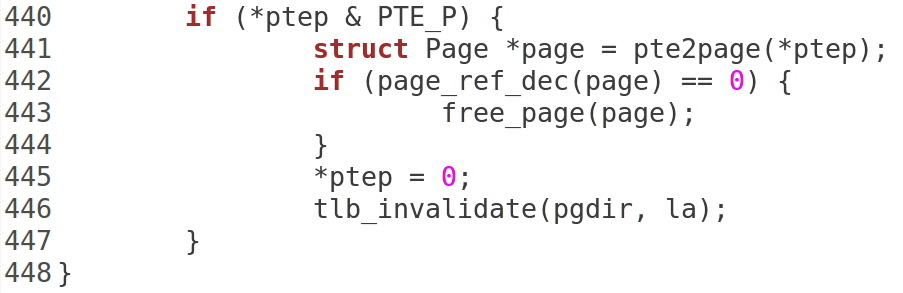 440        if (*ptep & PTE_P) {
441                struct Page *page = pte2page(*ptep);
442                if (page_ref_dec(page) == 0) {
443                        free_page(page);
444                }
445                *ptep = 0;
446                tlb_invalidate(pgdir, la);
447        }
448}